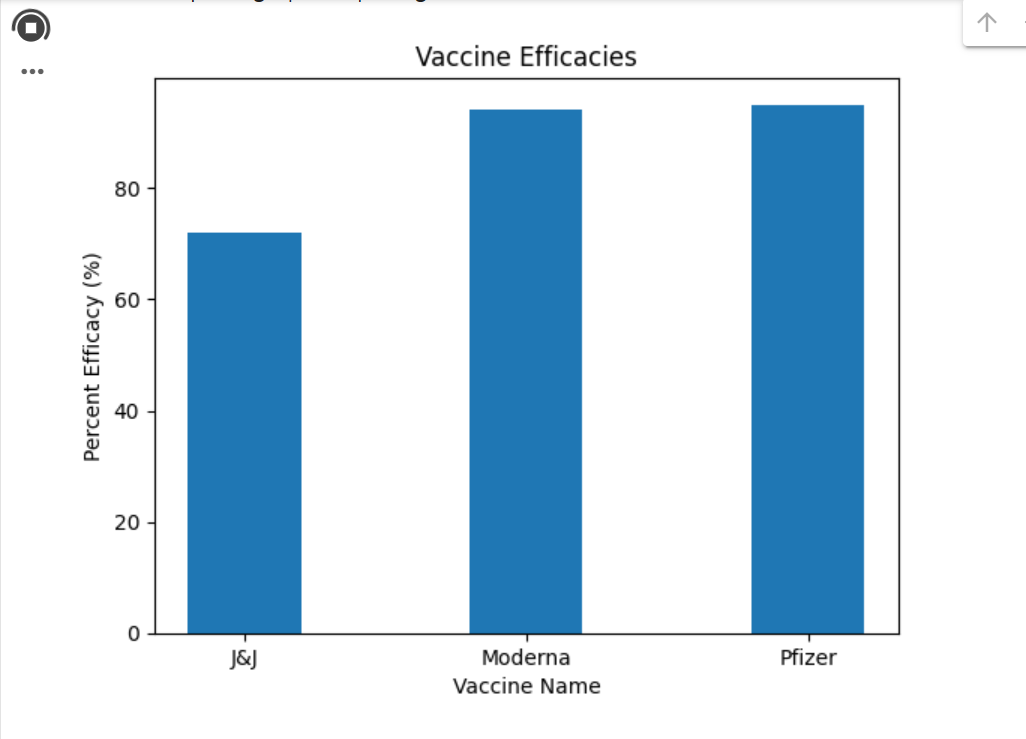 Vaccine Efficacies
80
60
40
20
0
Percent Efficacy (%)
J&J Moderna Pfizer
Vaccine Name